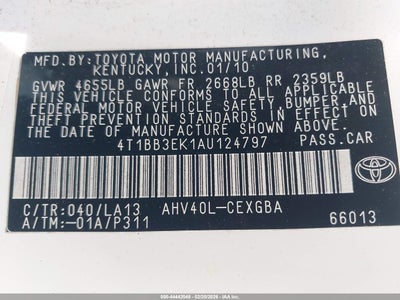 MFD.BY:TOYOTA MOTOR MANUFACTURING,
KENTUCKY, INC.01/10
GVWR 4655LB GAWR FR 2668LB RR 2359LB
THIS VEHICLE CONFORMS TO ALL APPLICABLE
FEDERAL MOTOR VEHICLE SAFETY, BUMPER, AND
THEFT PREVENTION STANDARDS IN EFFECT ON
THE DATE OF MANUFACTURE SHOWN ABOVE.
4T1BB3EK1AU124797 PASS.CAR
TOYOTA
C/TR:040/LA13 AHV40L-CEXGBA
A/TM:-01A/P311 66013